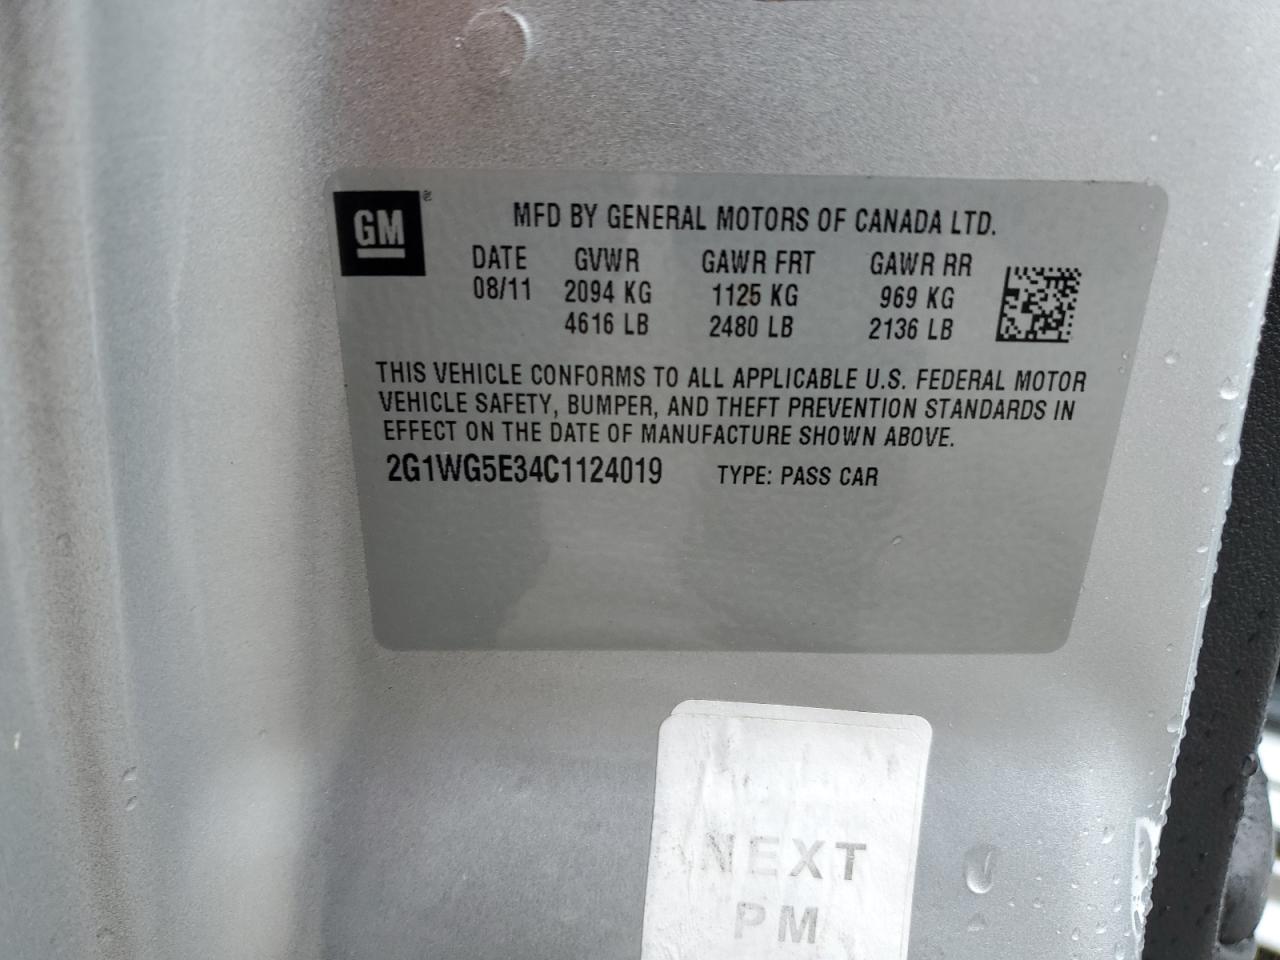 GM ®
MFD BY GENERAL MOTORS OF CANADA LTD.
DATE GVWR GAWR FRT GAWR RR
08/11 2094 KG 1125 KG 969 KG
4616 LB 2480 LB 2136 LB
THIS VEHICLE CONFORMS TO ALL APPLICABLE U.S. FEDERAL MOTOR
VEHICLE SAFETY, BUMPER, AND THEFT PREVENTION STANDARDS IN
EFFECT ON THE DATE OF MANUFACTURE SHOWN ABOVE.
2G1WG5E34C1124019 TYPE: PASS CAR
NEXT
PM